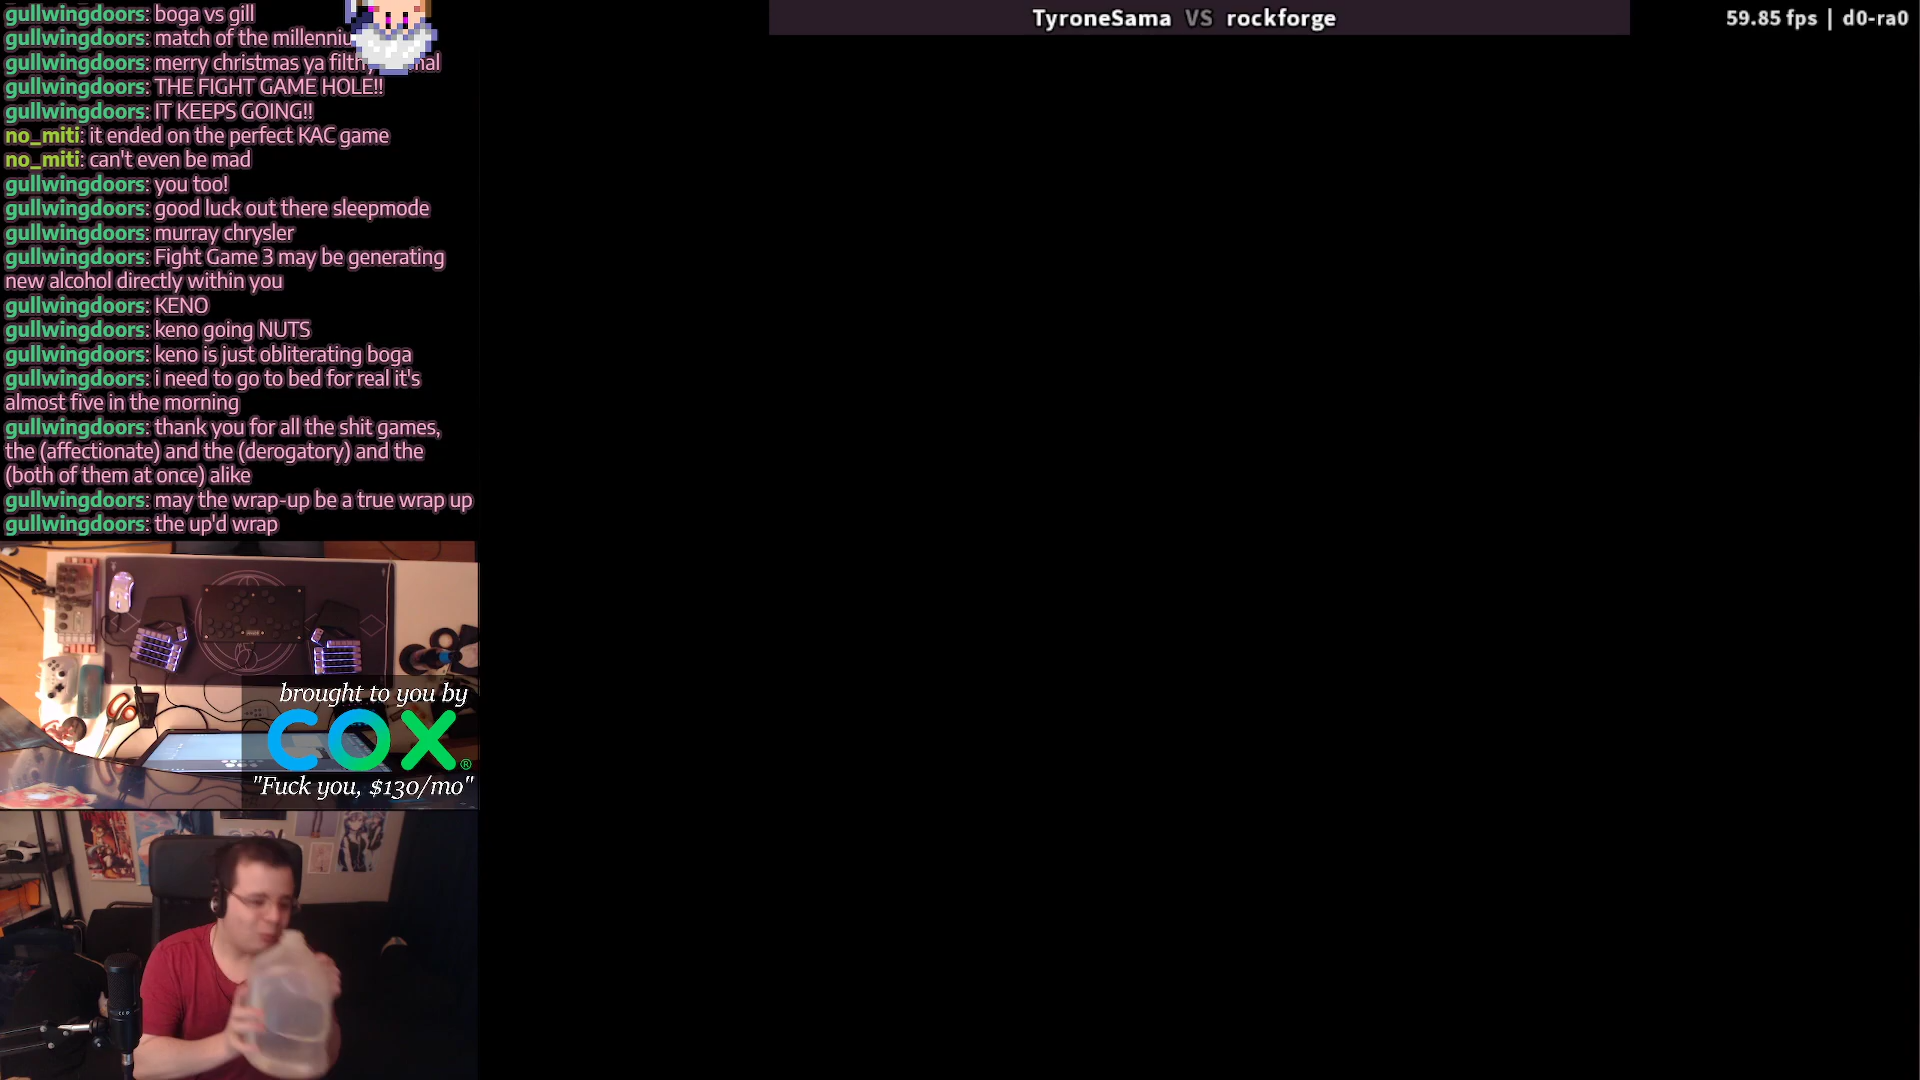 gullwingdoors: boga vs gill
gullwingdoors: match of the millenniu
gullwingdoors: merry christmas ya filthy
gullwingdoors: THE FIGHT GAME HOLE!!
gullwingdoors: IT KEEPS GOING!!
no_miti: it ended on the perfect KAC game
no_miti: can't even be mad
gullwingdoors: you too!
gullwingdoors: good luck out there sleepmode
gullwingdoors: murray chrysler
gullwingdoors: Fight Game 3 may be generating
new alcohol directly within you
gullwingdoors: KENO
gullwingdoors: keno going NUTS
gullwingdoors: keno is just obliterating boga
gullwingdoors: i need to go to bed for real it's
almost five in the morning
gullwingdoors: thank you for all the shit games,
the (affectionate) and the (derogatory) and the
(both of them at once) alike
gullwingdoors: may the wrap-up be a true wrap up
gullwingdoors: the up'd wrap
TyroneSama VS rockforge
59.85 fps | d0-ra0
brought to you by
COX®
"Fuck you, $130/mo"